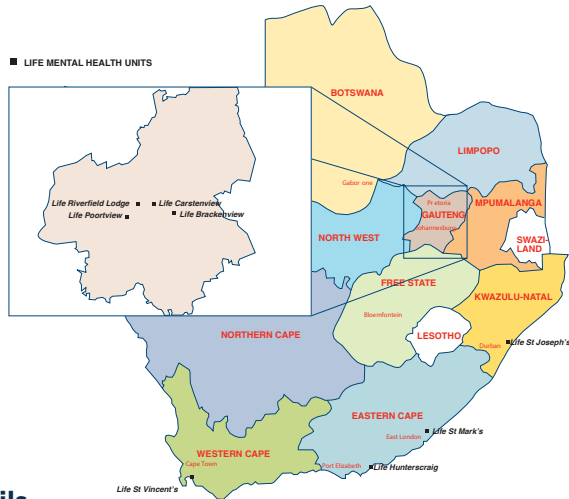 LIFE MENTAL HEALTH UNITS
BOTSWANA
LIMPOPO
Gabor one
Pretoria
MPUMALANGA
GAUTENG
Johannesburg
Life Riverfield Lodge
Life Carstenview
Life Poortview
Life Brackenview
NORTH WEST
SWAZI-
LAND
FREE STATE
KWAZULU-NATAL
Bloemfontein
NORTHERN CAPE
LESOTHO
Durban
Life St Joseph's
EASTERN CAPE
East London
Life St Mark's
WESTERN CAPE
Cape Town
Port Elizabeth
Life Hunterscraig
Life St Vincent's